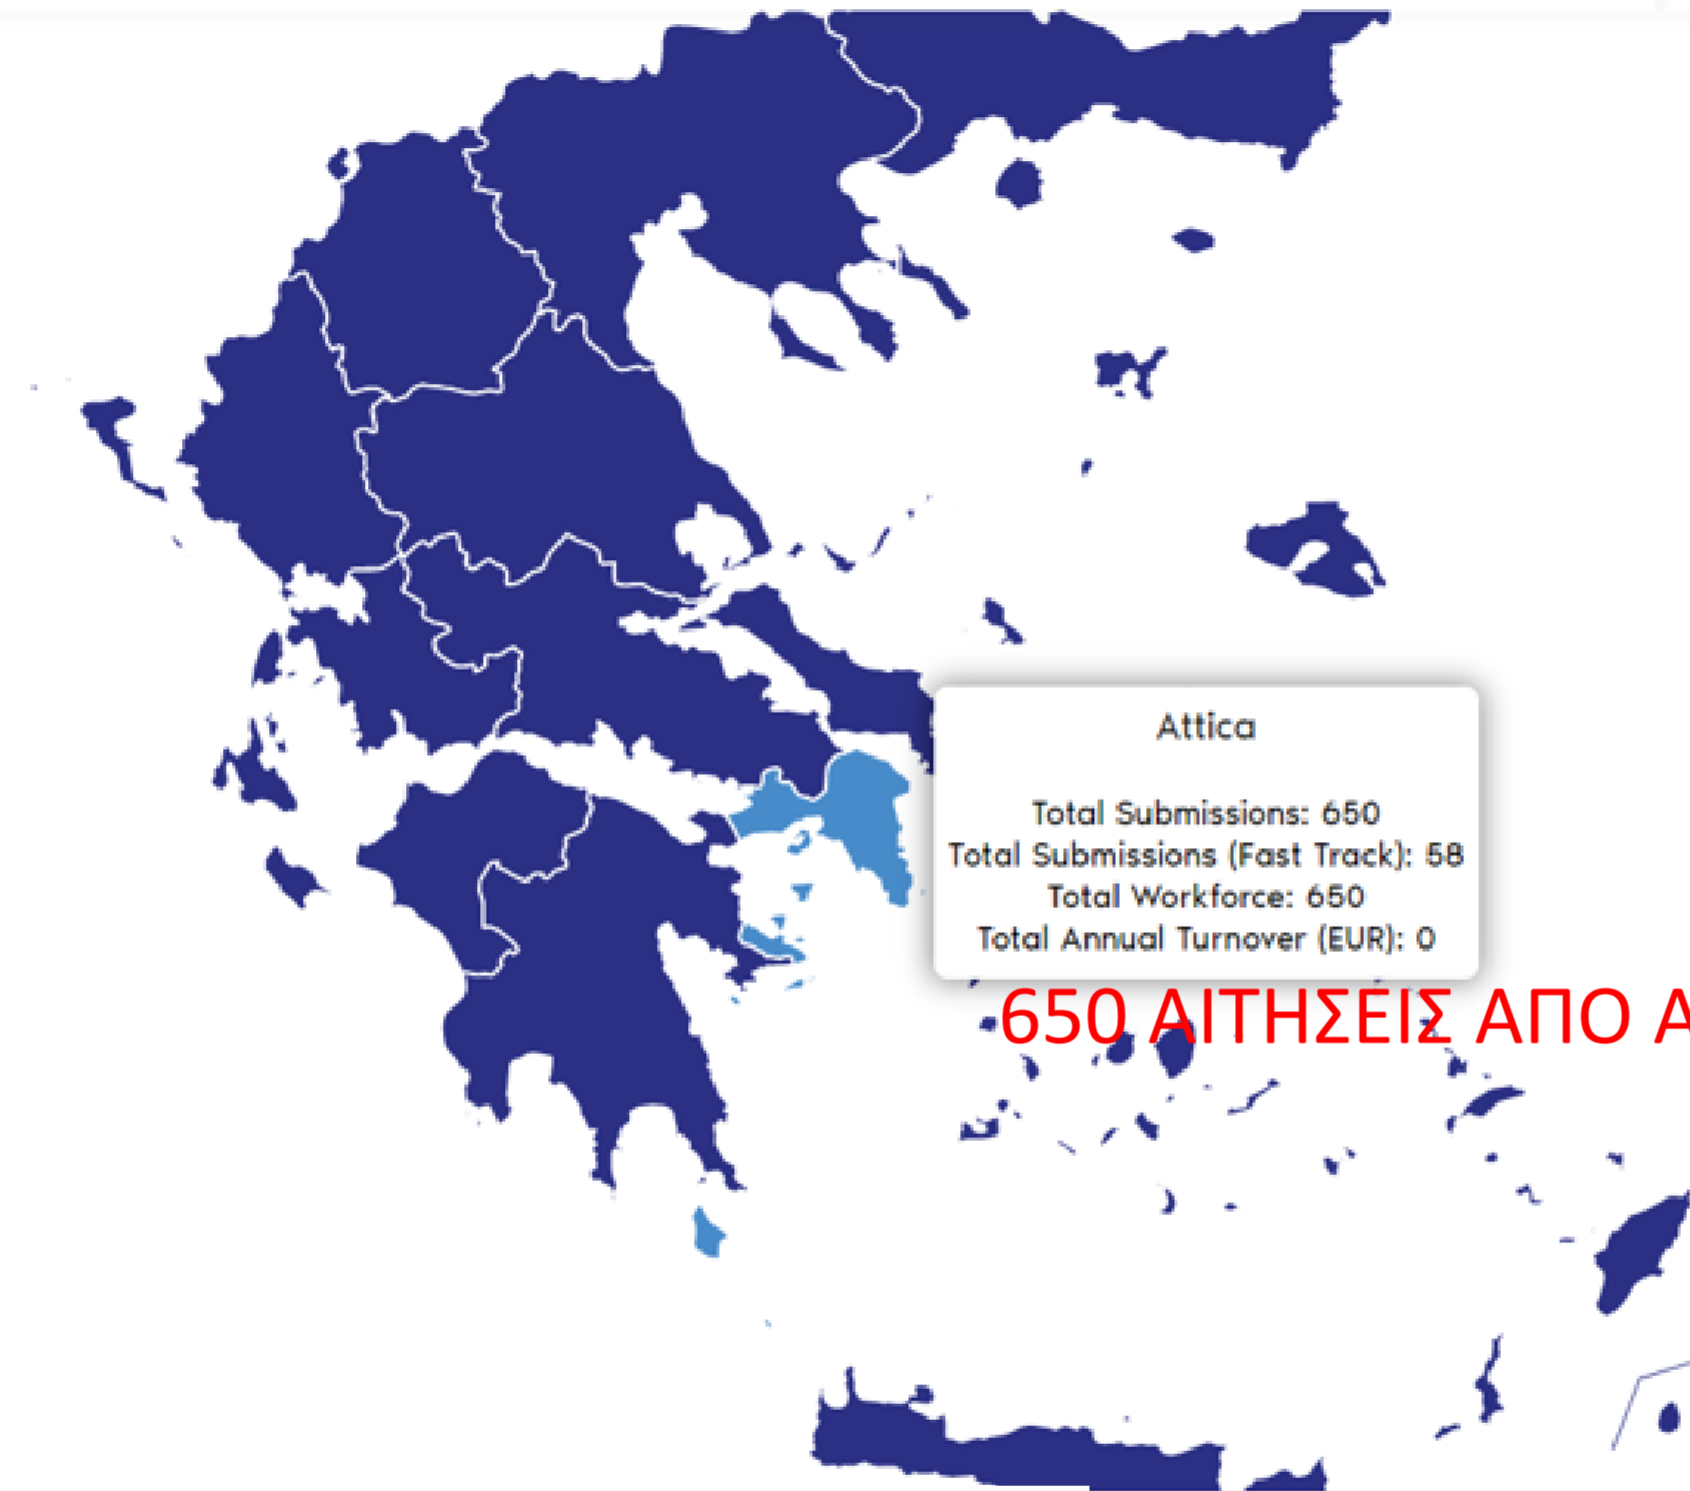 Attica
Total Submissions: 650
Total Submissions (Fast Track): 58
Total Workforce: 650
Total Annual Turnover (EUR): 0
650 ΑΙΤΗΣΕΙΣ ΑΠΟ Α